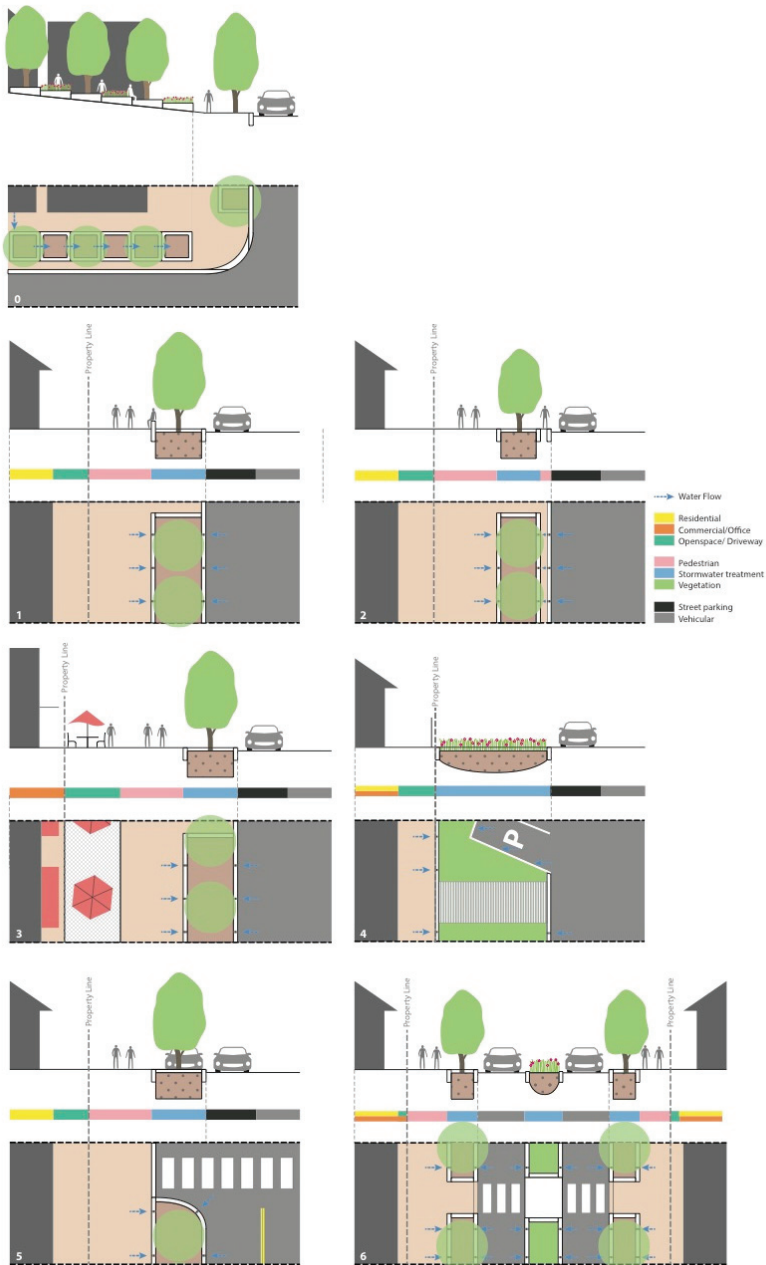 0
Property Line
Property Line
1
2
Water Flow
Residential
Commercial/Office
Openspace/ Driveway
Pedestrian
Stormwater treatment
Vegetation
Street parking
Vehicular
Property Line
Property Line
3
P
4
Property Line
Property Line
Property Line
5
6